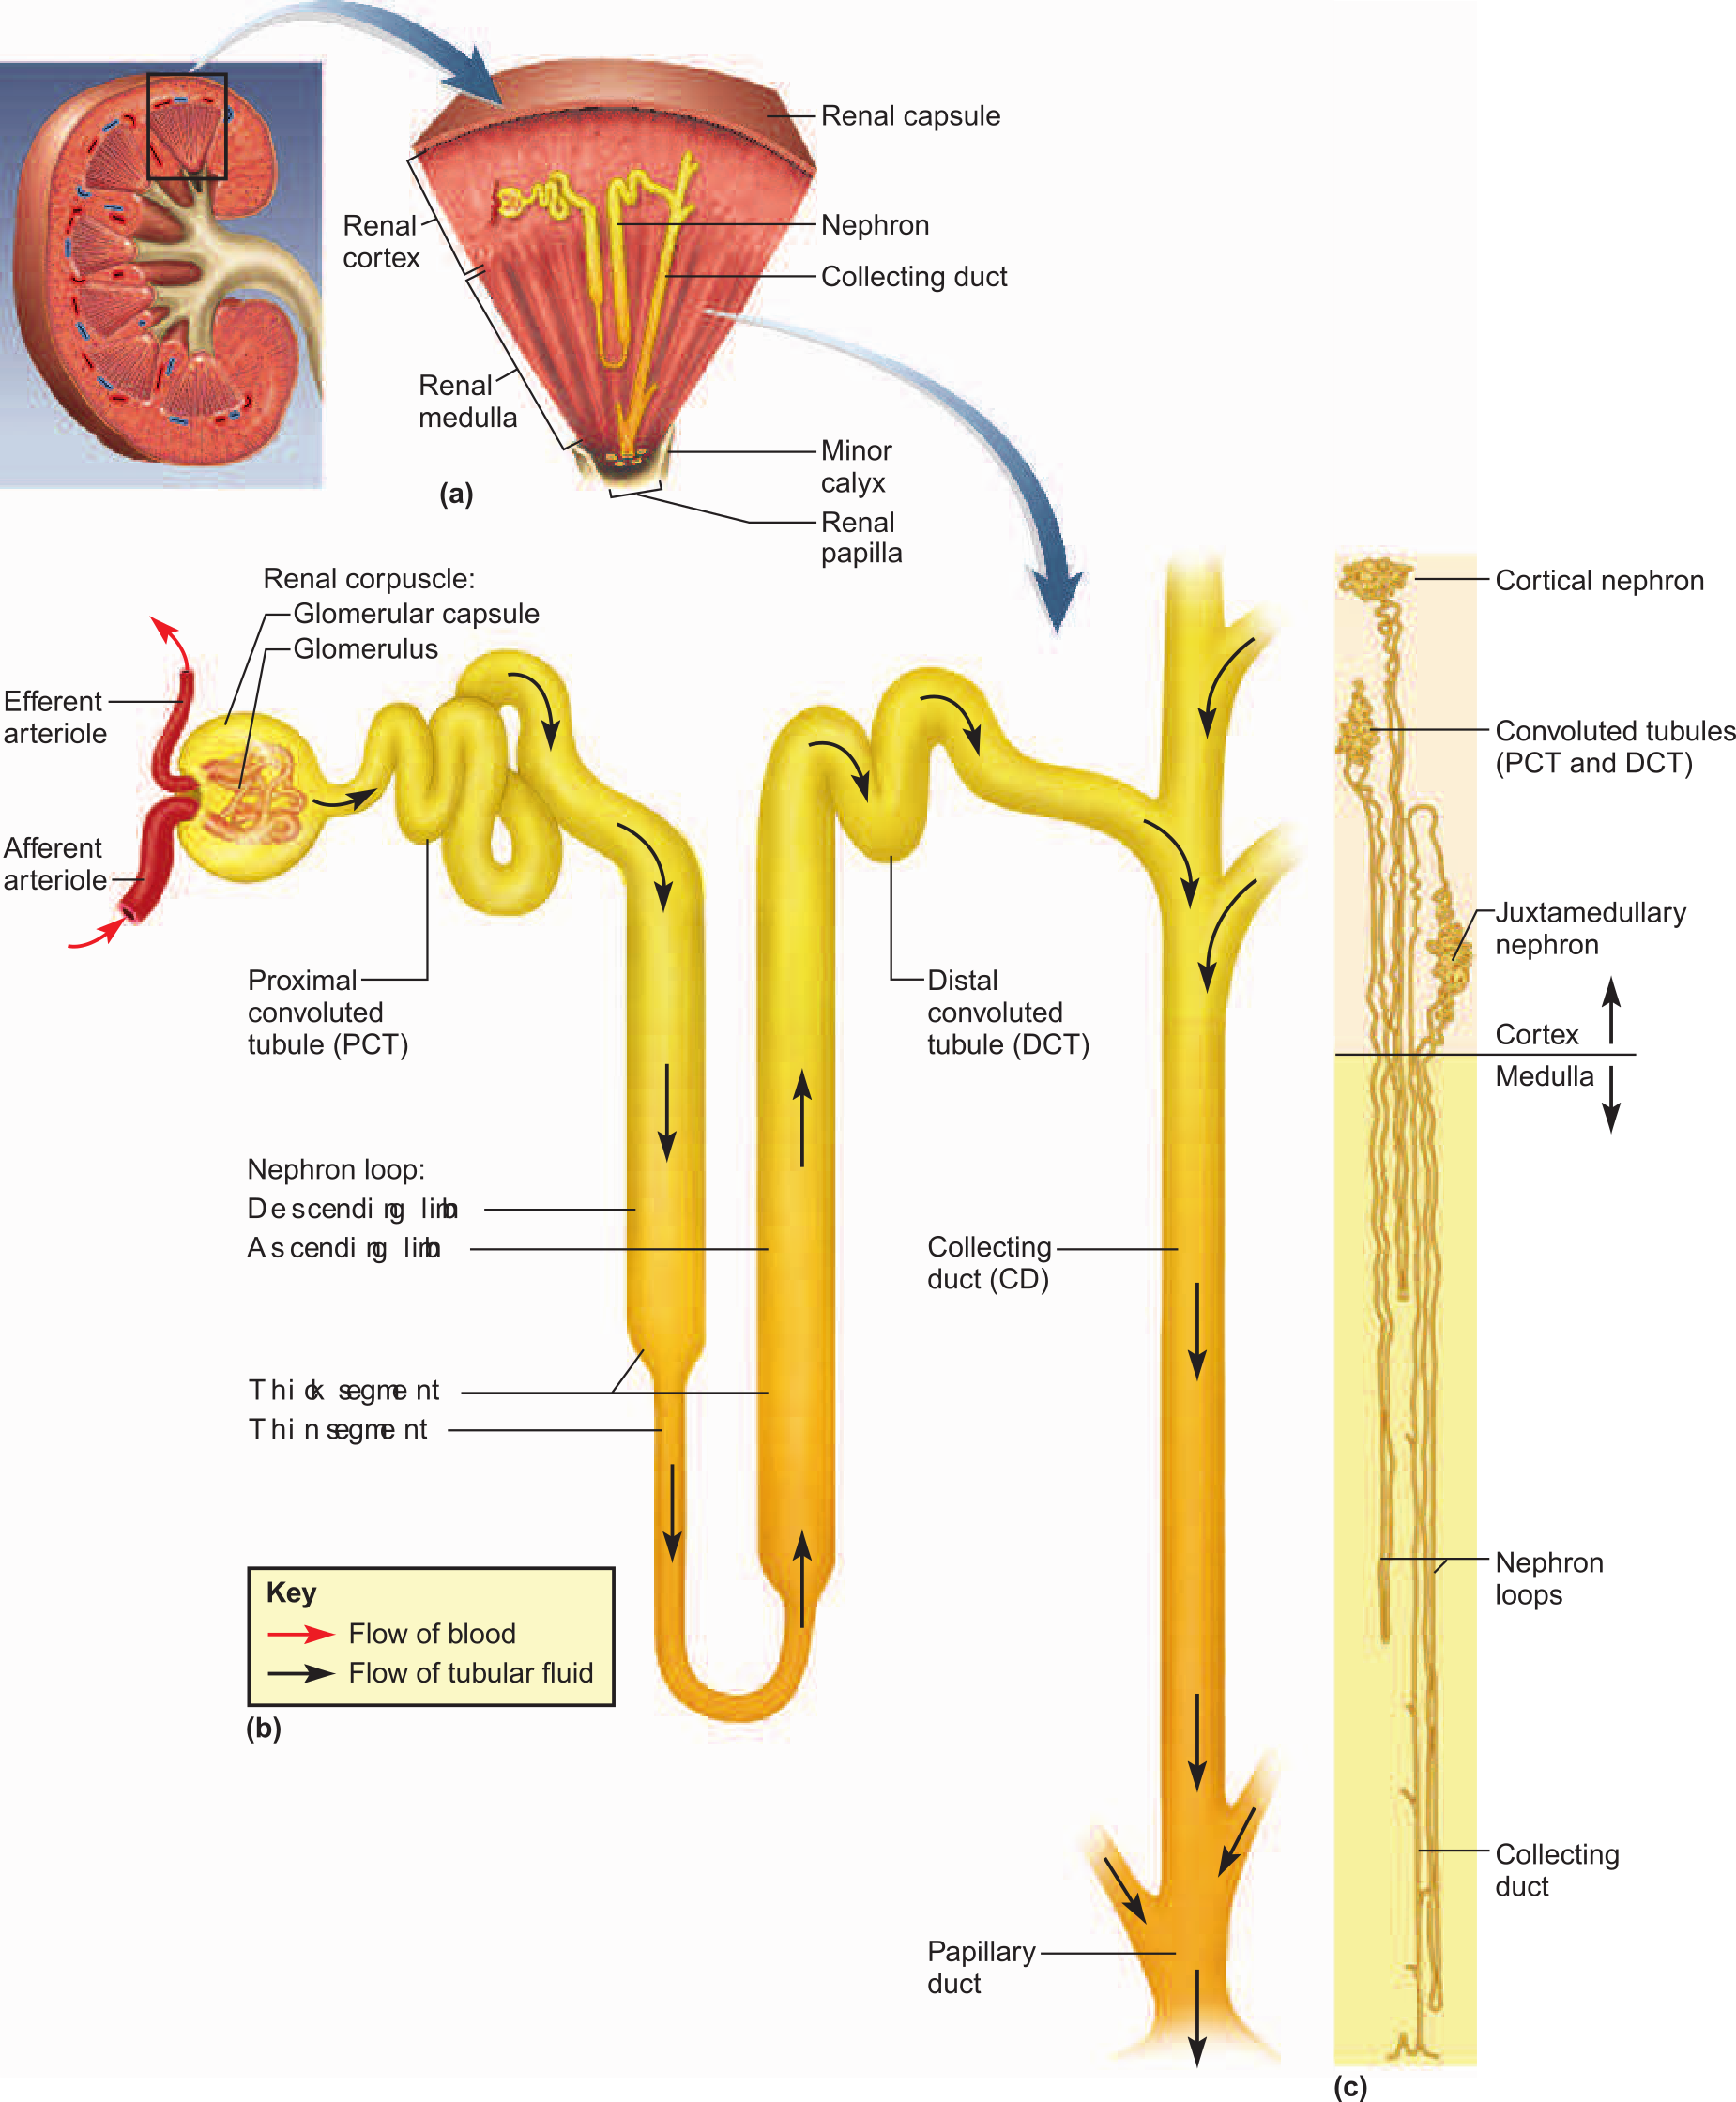 Renal capsule
Renal
cortex
Nephron
Collecting duct
Renal
medulla
Minor
calyx
Renal
papilla
(a)
Renal corpuscle:
Glomerular capsule
Glomerulus
Efferent
arteriole
Afferent
arteriole
Proximal
convoluted
tubule (PCT)
Distal
convoluted
tubule (DCT)
Nephron loop:
Descending limb
Ascending limb
Thick segment
Thin segment
Collecting
duct (CD)
Key
Flow of blood
Flow of tubular fluid
(b)
Papillary
duct
Cortical nephron
Convoluted tubules
(PCT and DCT)
Juxtamedullary
nephron
Cortex
Medulla
Nephron
loops
Collecting
duct
(c)